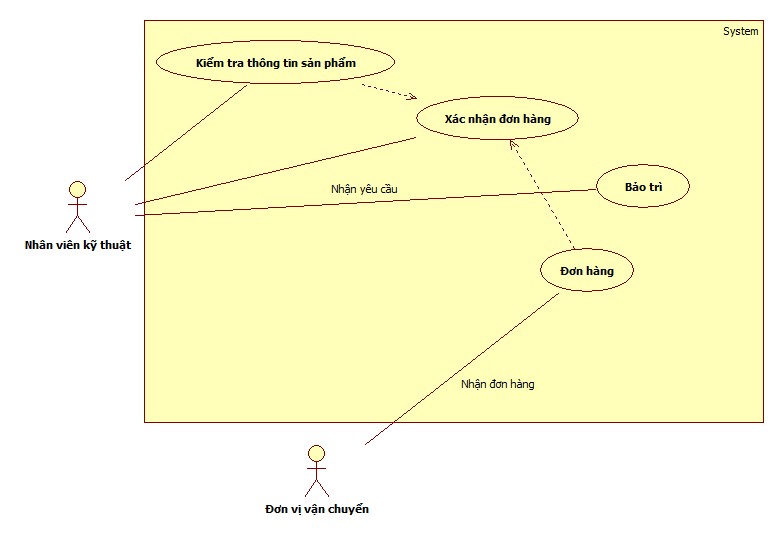 System
Kiểm tra thông tin sản phẩm
Xác nhận đơn hàng
Nhận yêu cầu
Bảo trì
Nhân viên kỹ thuật
Đơn hàng
Nhận đơn hàng
Đơn vị vận chuyển